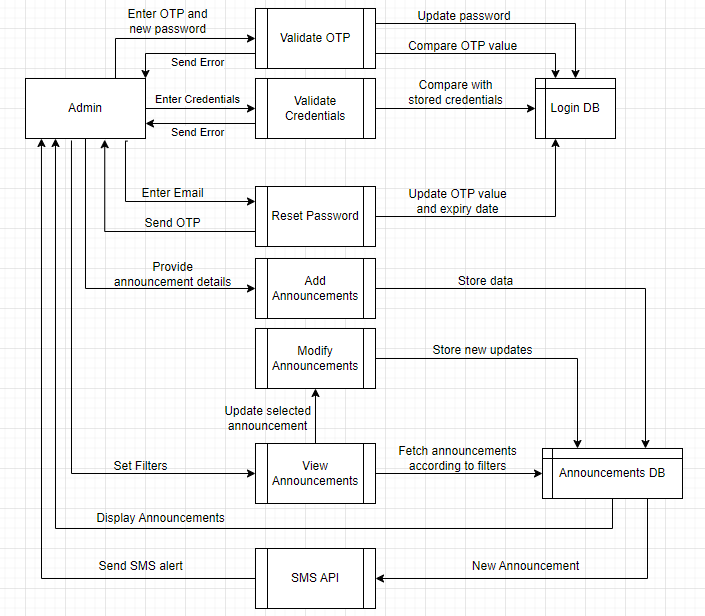 Enter OTP and
new password
Validate OTP
Update password
Compare OTP value
Send Error
Admin
Enter Credentials
Validate
Credentials
Compare with
stored credentials
Login DB
Send Error
Enter Email
Reset Password
Update OTP value
and expiry date
Send OTP
Provide
announcement details
Add
Announcements
Store data
Modify
Announcements
Store new updates
Update selected
announcement
Set Filters
View
Announcements
Fetch announcements
according to filters
Announcements DB
Display Announcements
Send SMS alert
SMS API
New Announcement